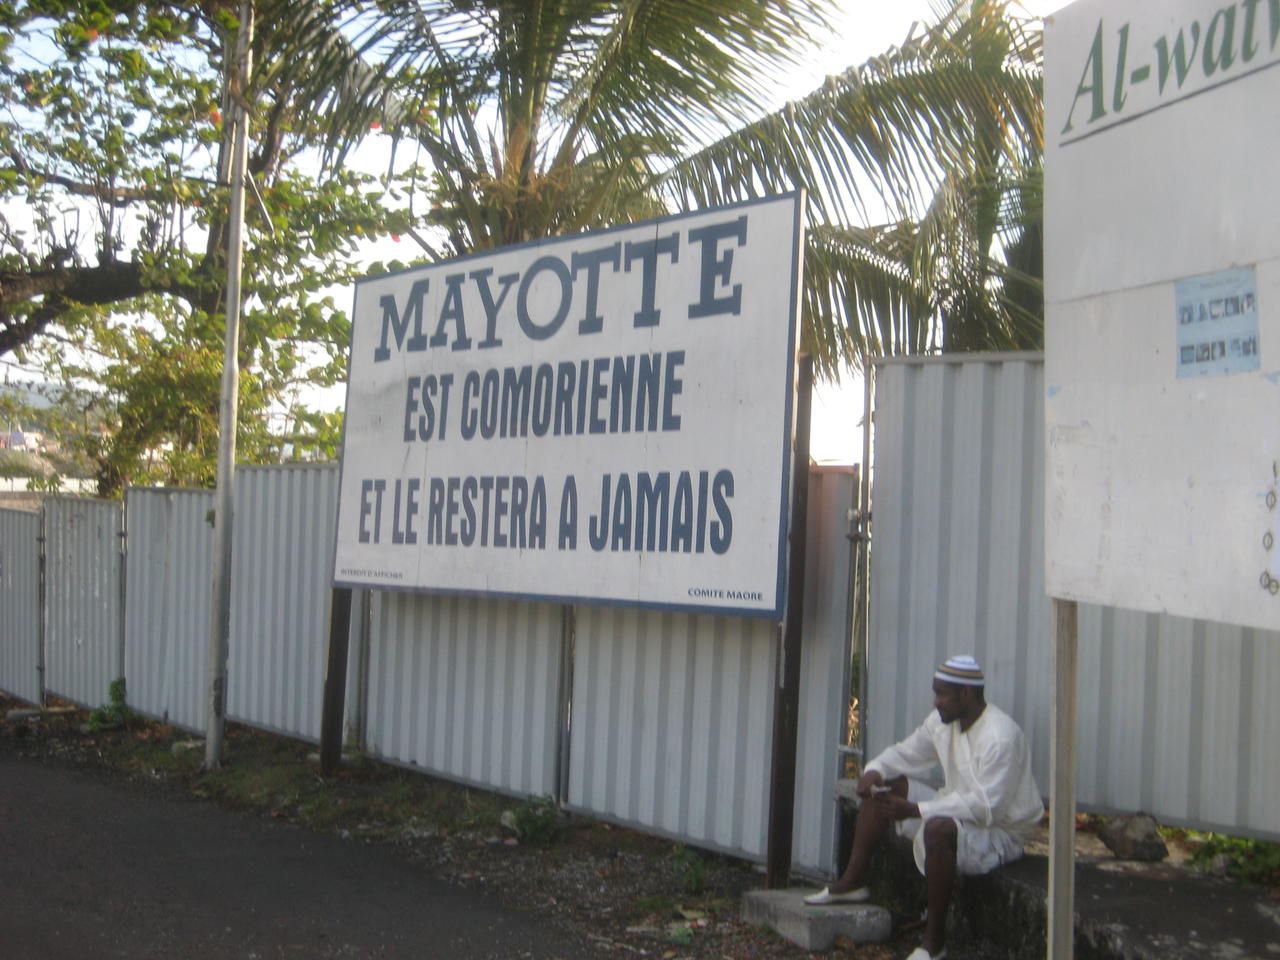 MAYOTTE
EST COMORIENNE
ET LE RESTERA A JAMAIS
INTERDIT D'AFFICHER
COMITE MAORE
Al-watw